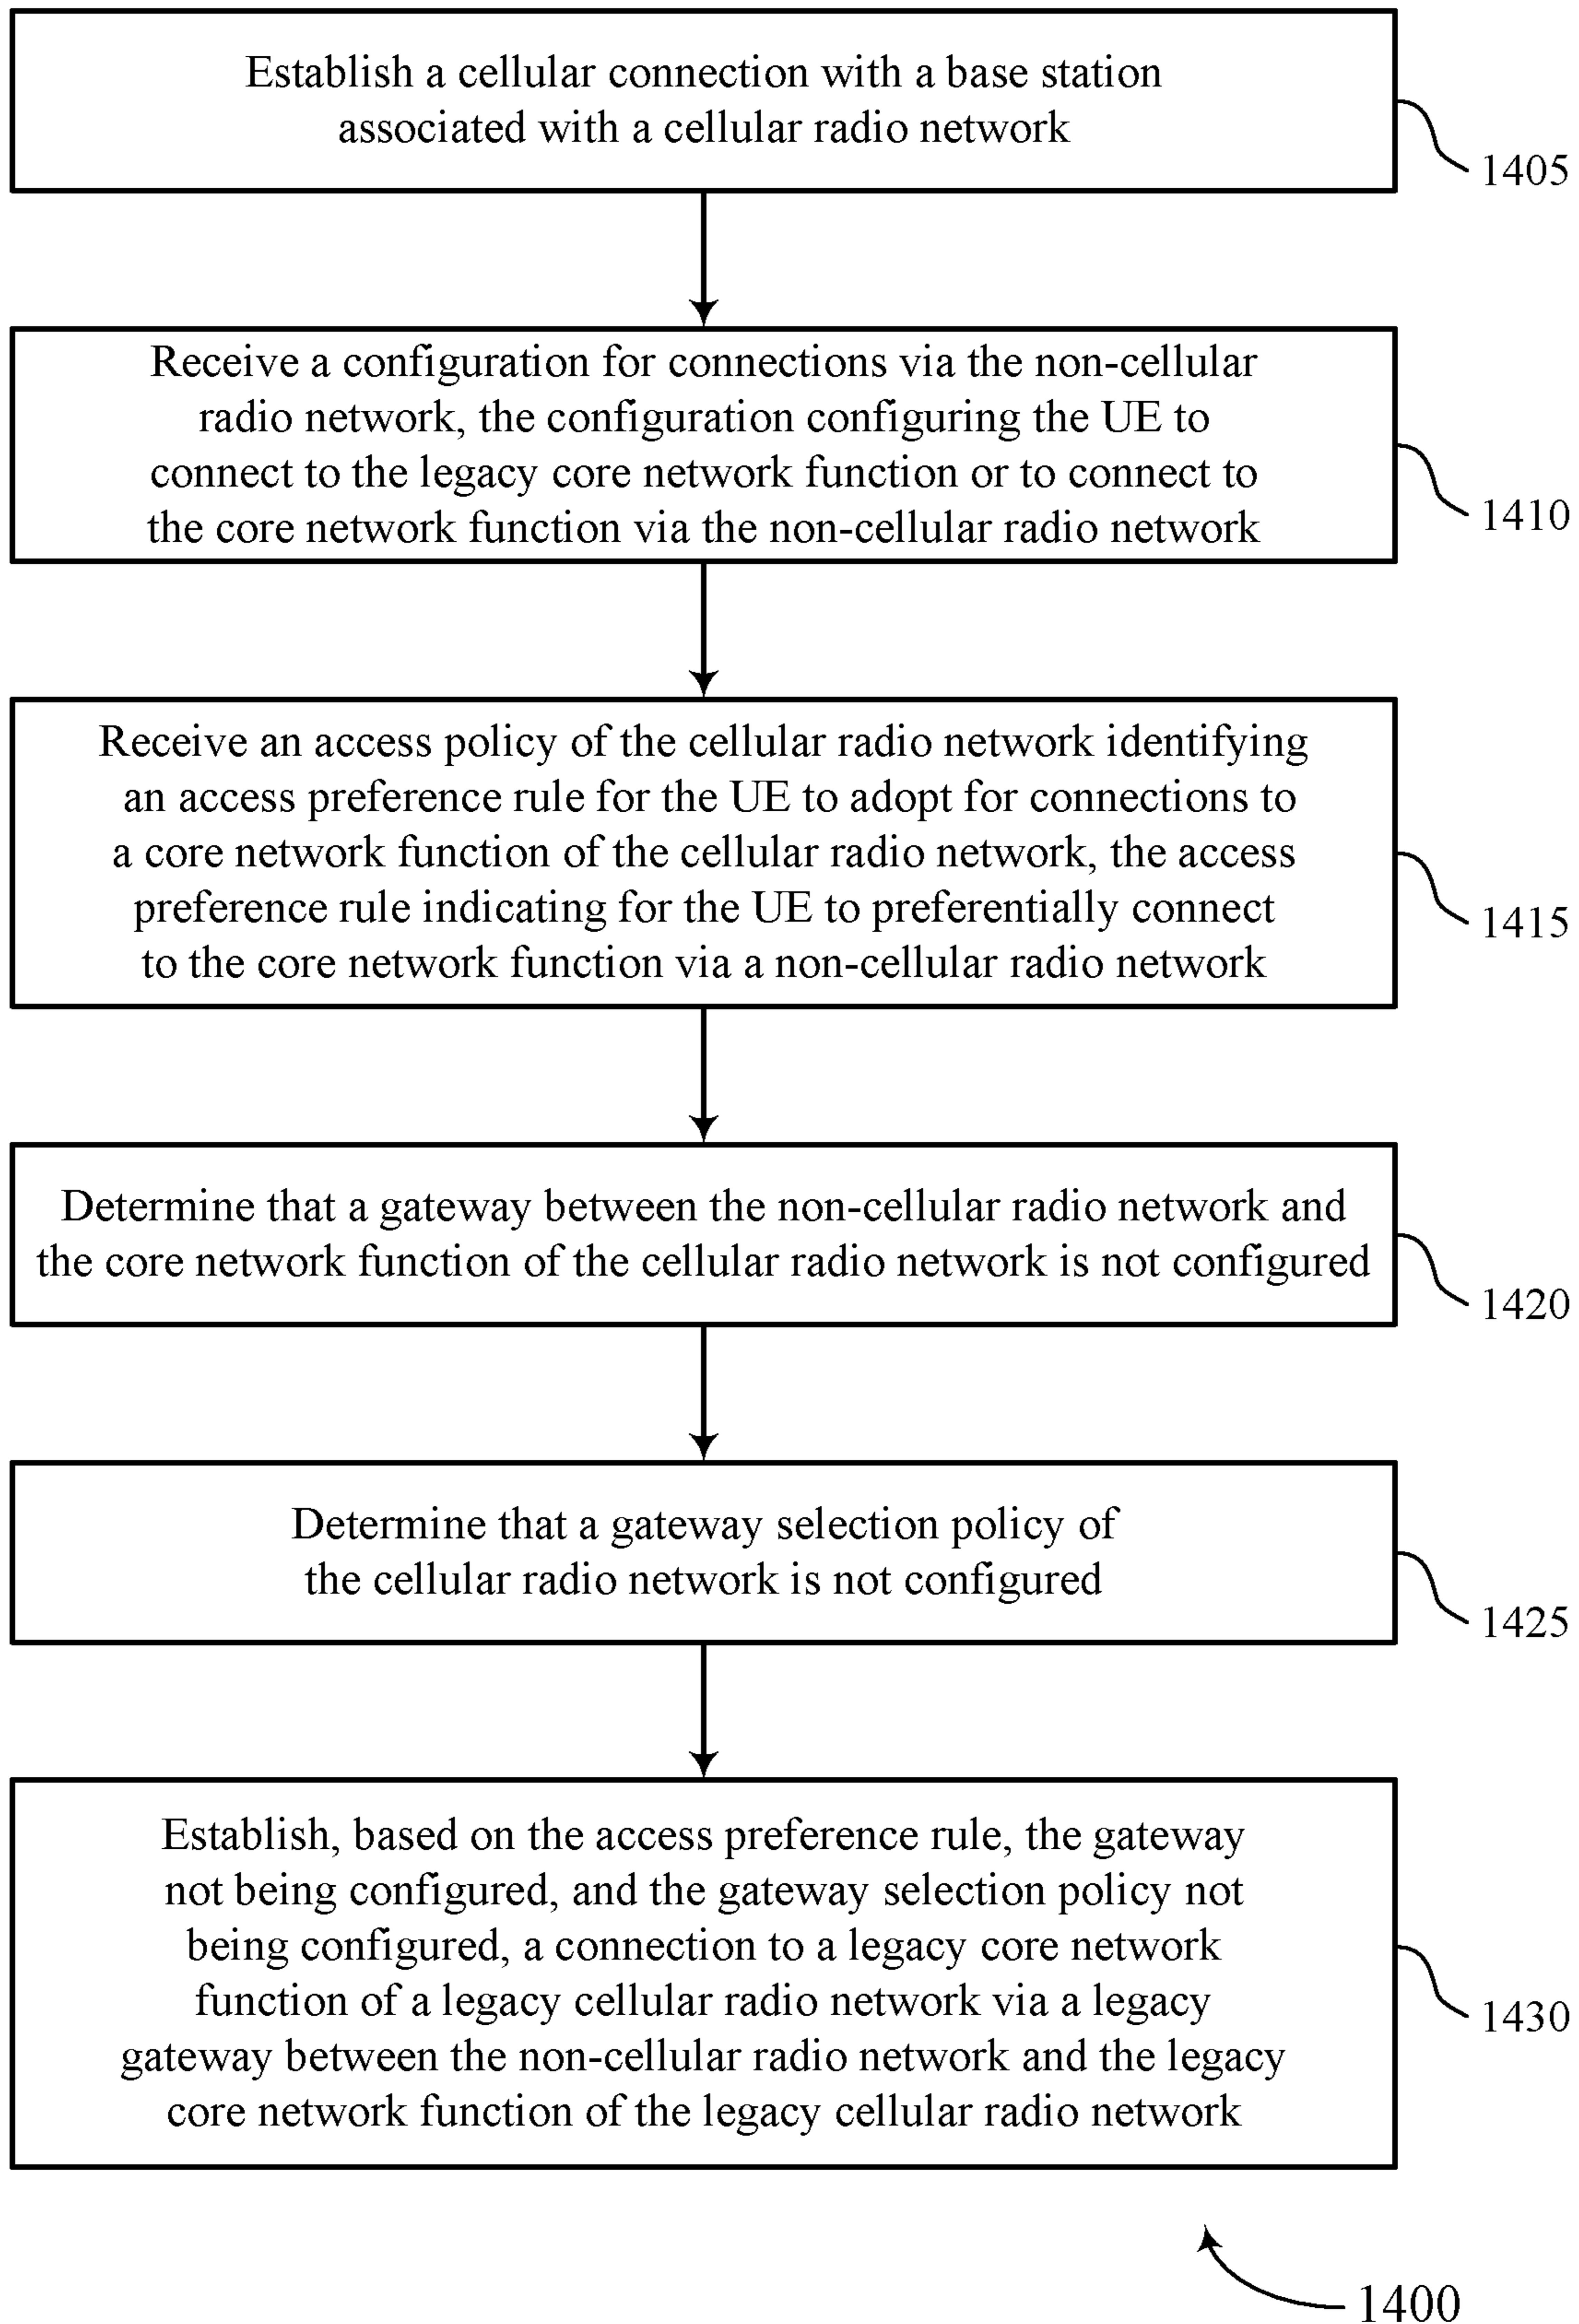 Establish a cellular connection with a base station
associated with a cellular radio network
1405
Receive a configuration for connections via the non-cellular
radio network, the configuration configuring the UE to
connect to the legacy core network function or to connect to
the core network function via the non-cellular radio network
1410
Receive an access policy of the cellular radio network identifying
an access preference rule for the UE to adopt for connections to
a core network function of the cellular radio network, the access
preference rule indicating for the UE to preferentially connect
to the core network function via a non-cellular radio network
1415
Determine that a gateway between the non-cellular radio network and
the core network function of the cellular radio network is not configured
1420
Determine that a gateway selection policy of
the cellular radio network is not configured
1425
Establish, based on the access preference rule, the gateway
not being configured, and the gateway selection policy not
being configured, a connection to a legacy core network
function of a legacy cellular radio network via a legacy
gateway between the non-cellular radio network and the legacy
core network function of the legacy cellular radio network
1430
1400